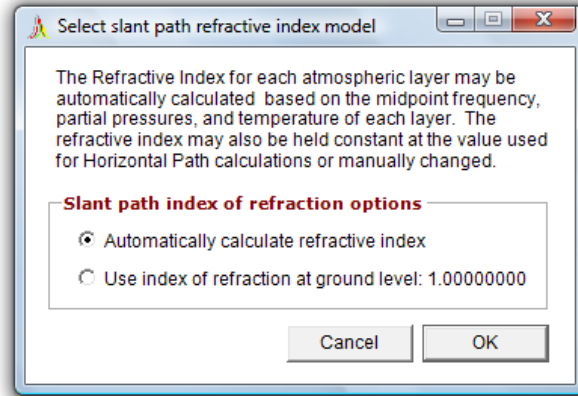 Select slant path refractive index model
The Refractive Index for each atmospheric layer may be
automatically calculated based on the midpoint frequency,
partial pressures, and temperature of each layer. The
refractive index may also be held constant at the value used
for Horizontal Path calculations or manually changed.
Slant path index of refraction options
Automatically calculate refractive index
Use index of refraction at ground level: 1.00000000
Cancel
OK